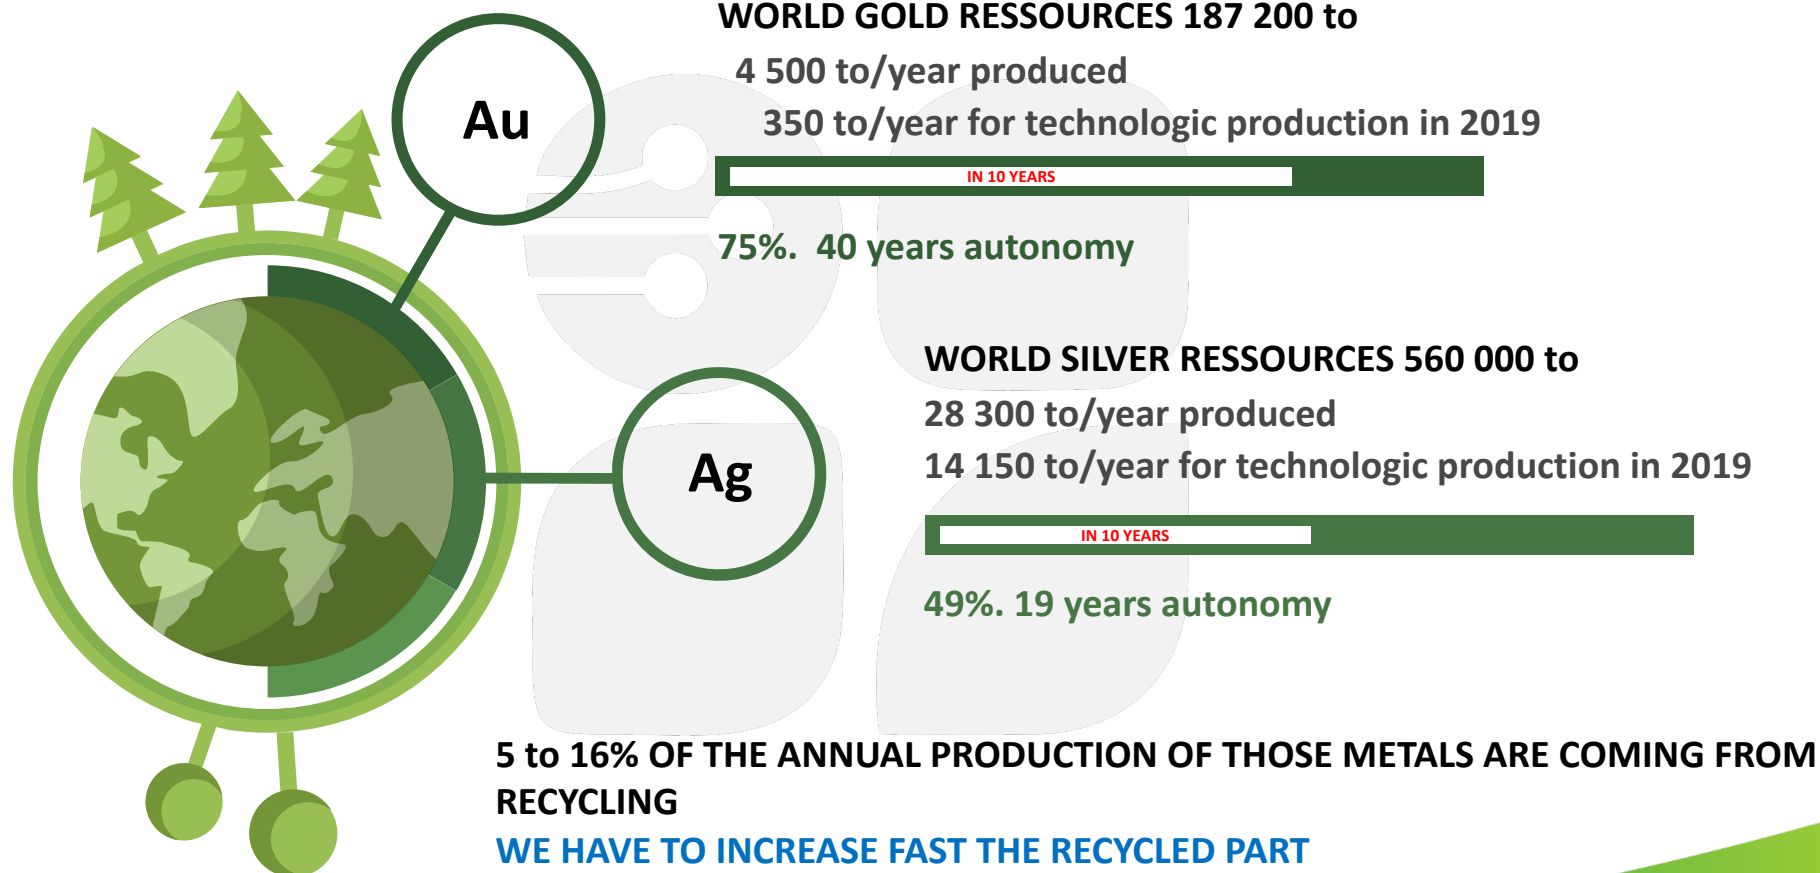 WORLD GOLD RESSOURCES 187 200 to
4 500 to/year produced
350 to/year for technologic production in 2019
Au
IN 10 YEARS
75%. 40 years autonomy
WORLD SILVER RESSOURCES 560 000 to
28 300 to/year produced
14 150 to/year for technologic production in 2019
Ag
IN 10 YEARS
49%. 19 years autonomy
5 to 16% OF THE ANNUAL PRODUCTION OF THOSE METALS ARE COMING FROM
RECYCLING
WE HAVE TO INCREASE FAST THE RECYCLED PART